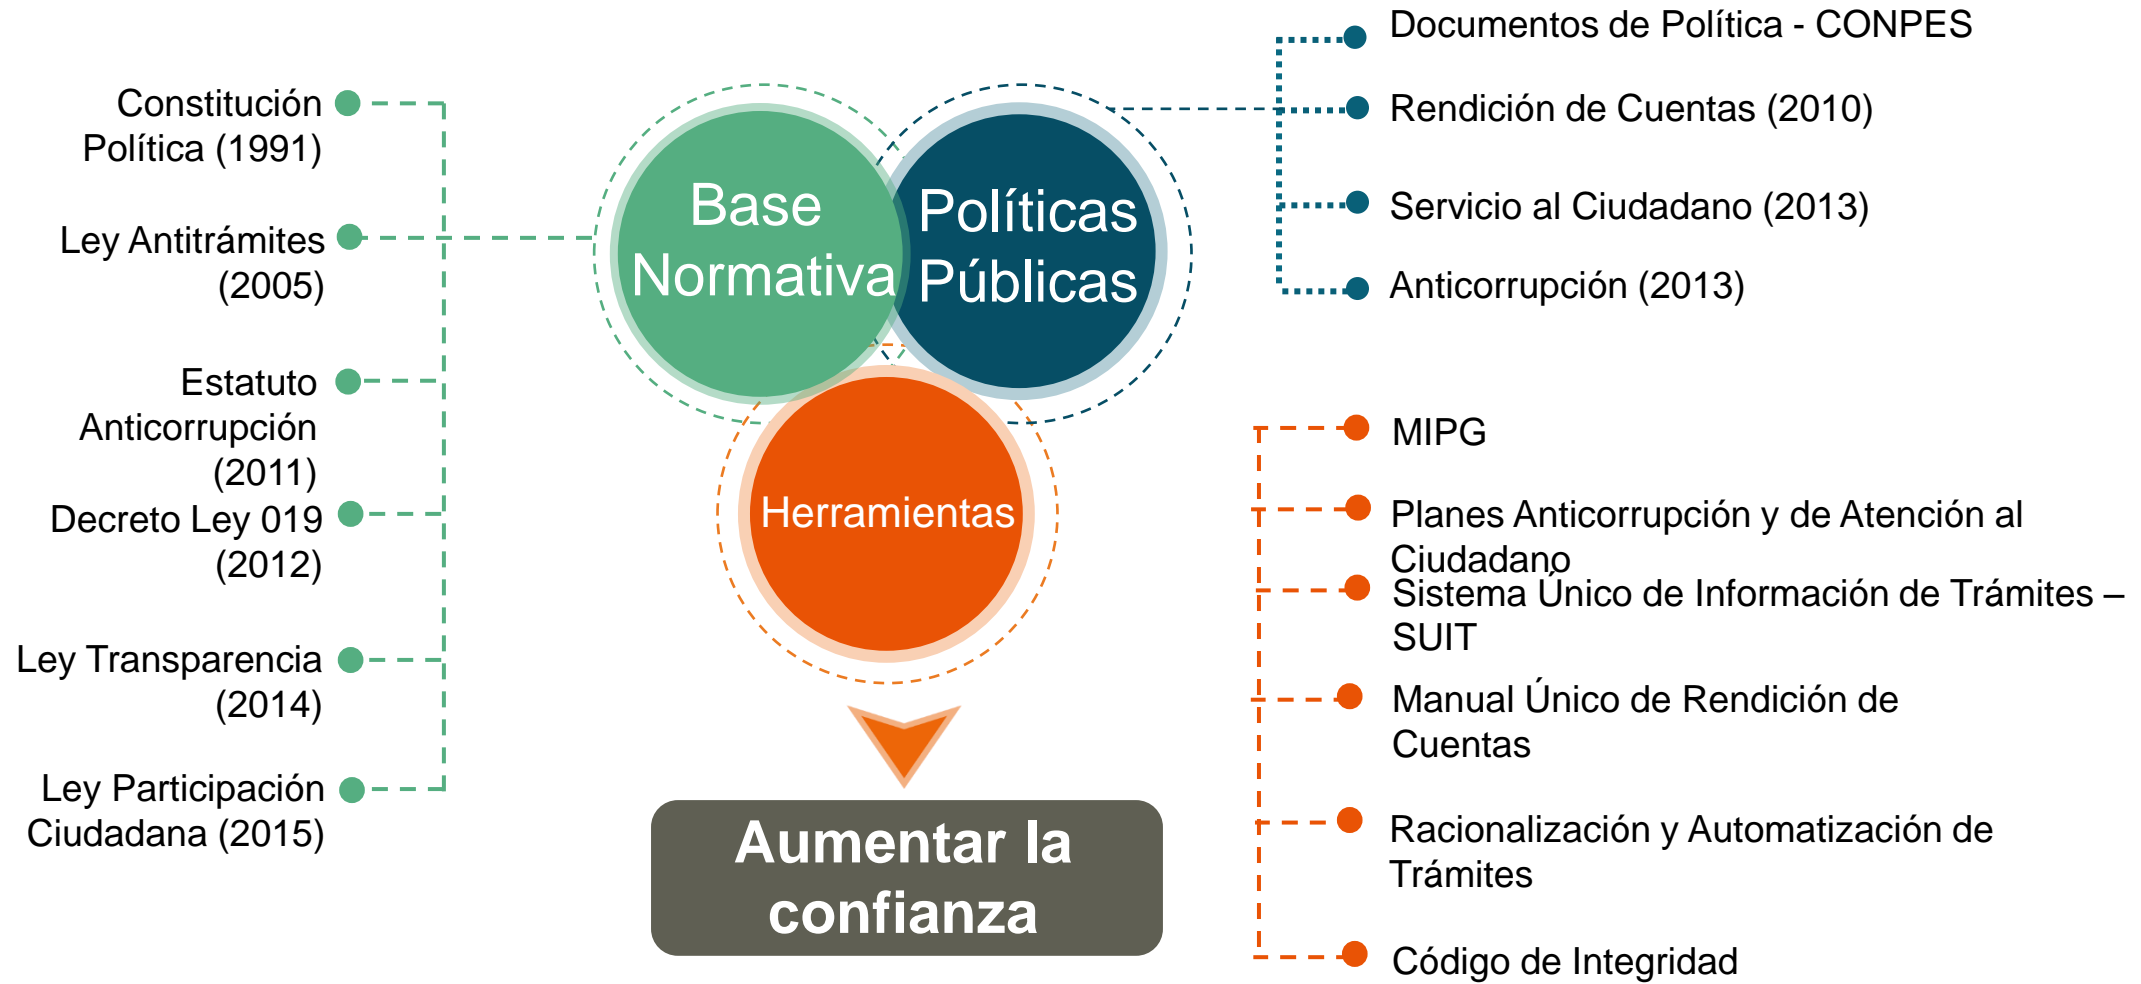 Constitución
Política (1991)
Ley Antitrámites
(2005)
Estatuto
Anticorrupción
(2011)
Decreto Ley 019
(2012)
Ley Transparencia
(2014)
Ley Participación
Ciudadana (2015)
Base
Normativa
Políticas
Públicas
Herramientas
Aumentar la
confianza
Documentos de Política - CONPES
Rendición de Cuentas (2010)
Servicio al Ciudadano (2013)
Anticorrupción (2013)
MIPG
Planes Anticorrupción y de Atención al
Ciudadano
Sistema Único de Información de Trámites –
SUIT
Manual Único de Rendición de
Cuentas
Racionalización y Automatización de
Trámites
Código de Integridad